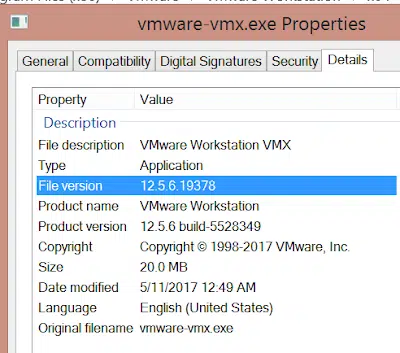 vmware-vmx.exe Properties
General Compatibility Digital Signatures Security Details
Property Value
Description
File description VMware Workstation VMX
Type Application
File version 12.5.6.19378
Product name VMware Workstation
Product version 12.5.6 build-5528349
Copyright Copyright © 1998-2017 VMware, Inc.
Size 20.0 MB
Date modified 5/11/2017 12:49 AM
Language English (United States)
Original filename vmware-vmx.exe